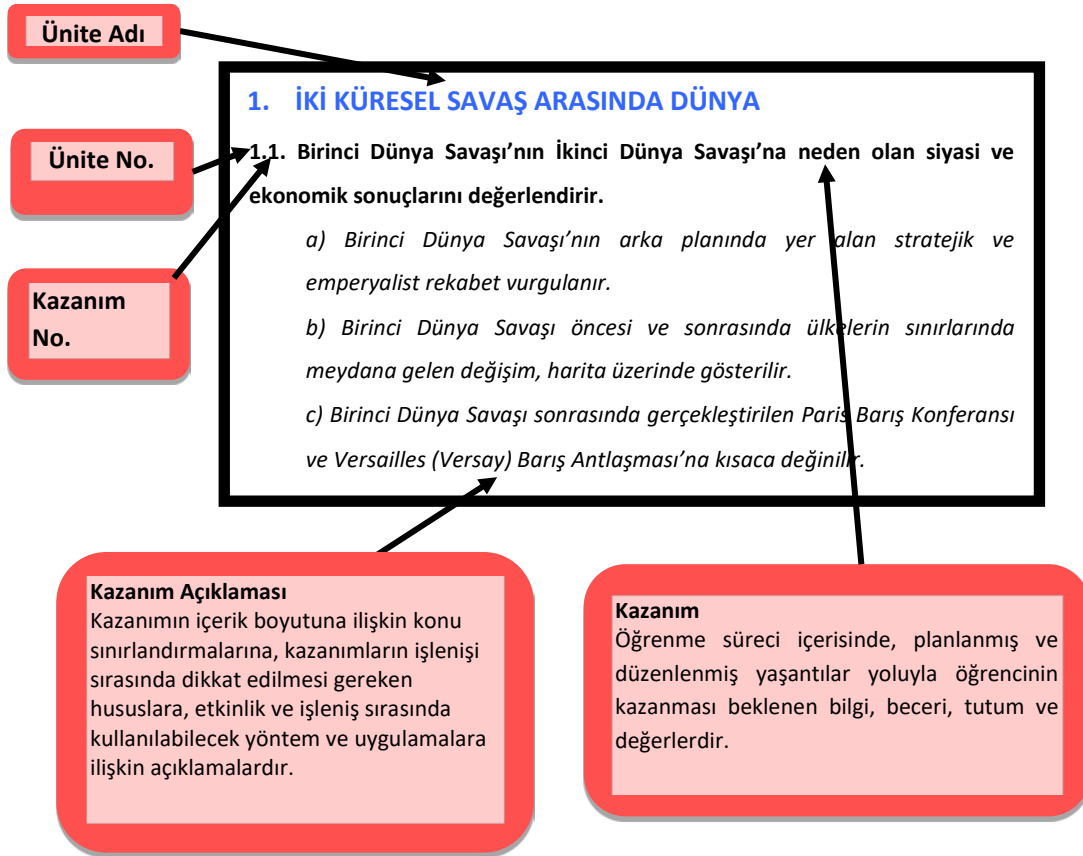 Ünite Adı
1. İKİ KÜRESEL SAVAŞ ARASINDA DÜNYA
Ünite No.
1.1. Birinci Dünya Savaşı’nın İkinci Dünya Savaşı’na neden olan siyasi ve
ekonomik sonuçlarını değerlendirir.
a) Birinci Dünya Savaşı’nın arka planında yer alan stratejik ve
emperyalist rekabet vurgulanır.
Kazanım
No.
b) Birinci Dünya Savaşı öncesi ve sonrasında ülkelerin sınırlarında
meydana gelen değişim, harita üzerinde gösterilir.
c) Birinci Dünya Savaşı sonrasında gerçekleştirilen Paris Barış Konferansı
ve Versailles (Versay) Barış Antlaşması’na kısaca değinilir.
Kazanım Açıklaması
Kazanımın içerik boyutuna ilişkin konu
sınırlandırmalarına, kazanımların işlenişi
sırasında dikkat edilmesi gereken
hususlara, etkinlik ve işleniş sırasında
kullanılabilecek yöntem ve uygulamalara
ilişkin açıklamalardır.
Kazanım
Öğrenme süreci içerisinde, planlanmış ve
düzenlenmiş yaşantılar yoluyla öğrencinin
kazanması beklenen bilgi, beceri, tutum ve
değerlerdir.